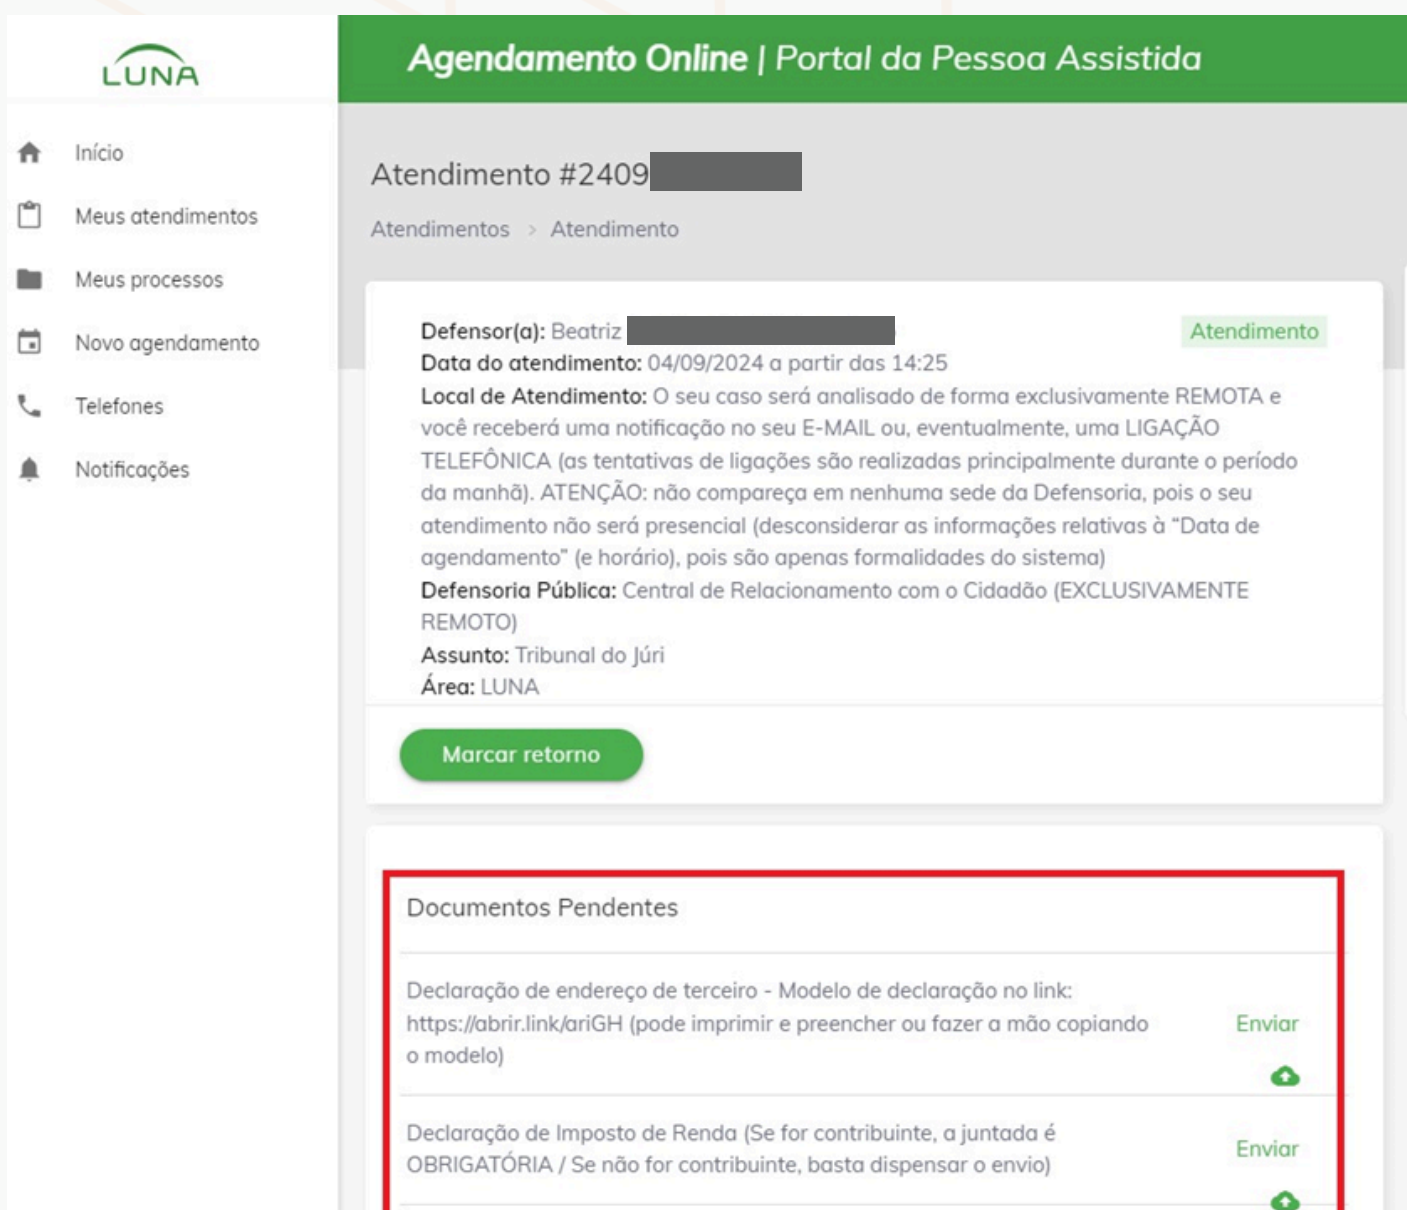 LUNA
Agendamento Online | Portal da Pessoa Assistida
Início
Meus atendimentos
Meus processos
Novo agendamento
Telefones
Notificações
Atendimento #2409
Atendimentos > Atendimento
Defensor(a): Beatriz
Atendimento
Data do atendimento: 04/09/2024 a partir das 14:25
Local de Atendimento: O seu caso será analisado de forma exclusivamente REMOTA e
você receberá uma notificação no seu E-MAIL ou, eventualmente, uma LIGAÇÃO
TELEFÔNICA (as tentativas de ligações são realizadas principalmente durante o período
da manhã). ATENÇÃO: não compareça em nenhuma sede da Defensoria, pois o seu
atendimento não será presencial (desconsiderar as informações relativas à “Data de
agendamento” (e horário), pois são apenas formalidades do sistema)
Defensoria Pública: Central de Relacionamento com o Cidadão (EXCLUSIVAMENTE
REMOTO)
Assunto: Tribunal do Júri
Área: LUNA
Marcar retorno
Documentos Pendentes
Declaração de endereço de terceiro - Modelo de declaração no link:
https://abrir.link/ariGH (pode imprimir e preencher ou fazer a mão copiando
o modelo)
Enviar
Declaração de Imposto de Renda (Se for contribuinte, a juntada é
OBRIGATÓRIA / Se não for contribuinte, basta dispensar o envio)
Enviar